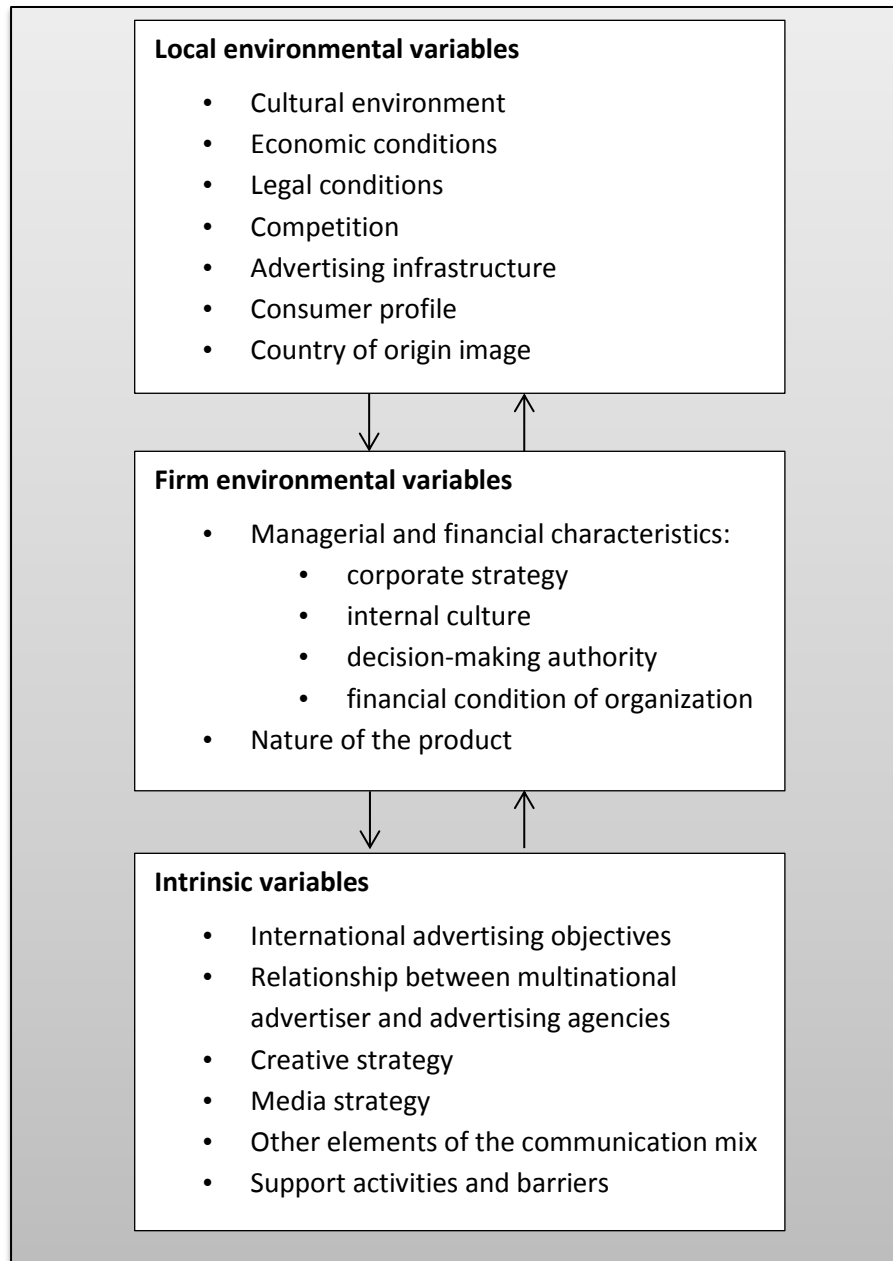 Local environmental variables
• Cultural environment
• Economic conditions
• Legal conditions
• Competition
• Advertising infrastructure
• Consumer profile
• Country of origin image
Firm environmental variables
• Managerial and financial characteristics:
• corporate strategy
• internal culture
• decision-making authority
• financial condition of organization
• Nature of the product
Intrinsic variables
• International advertising objectives
• Relationship between multinational
advertiser and advertising agencies
• Creative strategy
• Media strategy
• Other elements of the communication mix
• Support activities and barriers